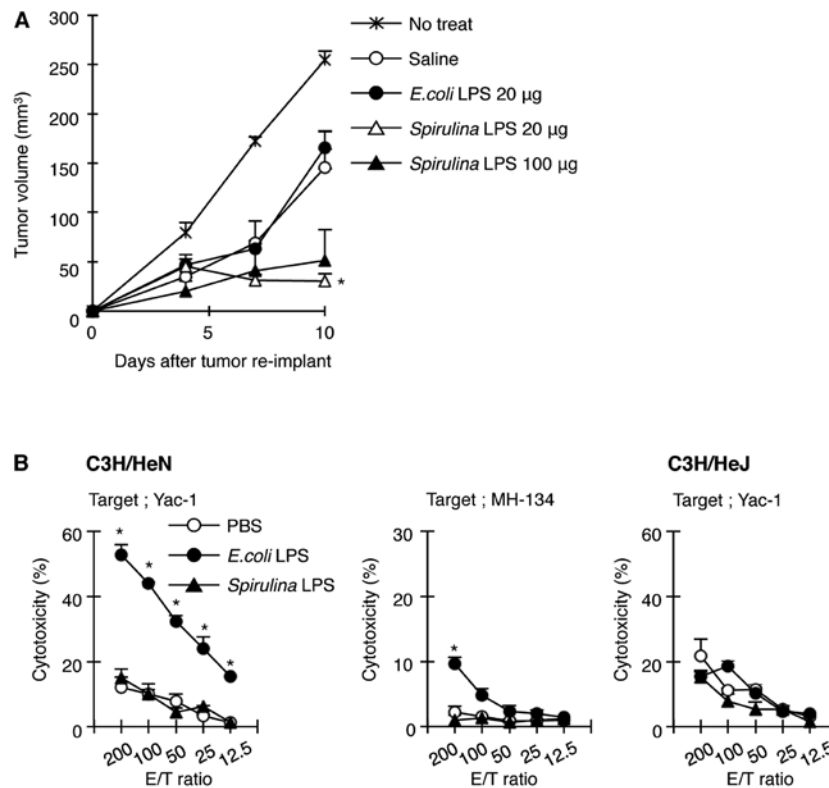 A
300
250
200
150
100
50
0
Tumor volume (mm³)
0 5 10
Days after tumor re-implant
No treat
Saline
E.coli LPS 20 µg
Spirulina LPS 20 µg
Spirulina LPS 100 µg
*
B
C3H/HeN
C3H/HeJ
Target ; Yac-1
Target ; MH-134
Target ; Yac-1
PBS
E.coli LPS
Spirulina LPS
60
40
20
0
Cytotoxicity (%)
* * * * *
200 100 50 25 12.5
E/T ratio
30
20
10
0
Cytotoxicity (%)
*
200 100 50 25 12.5
E/T ratio
60
40
20
0
Cytotoxicity (%)
200 100 50 25 12.5
E/T ratio